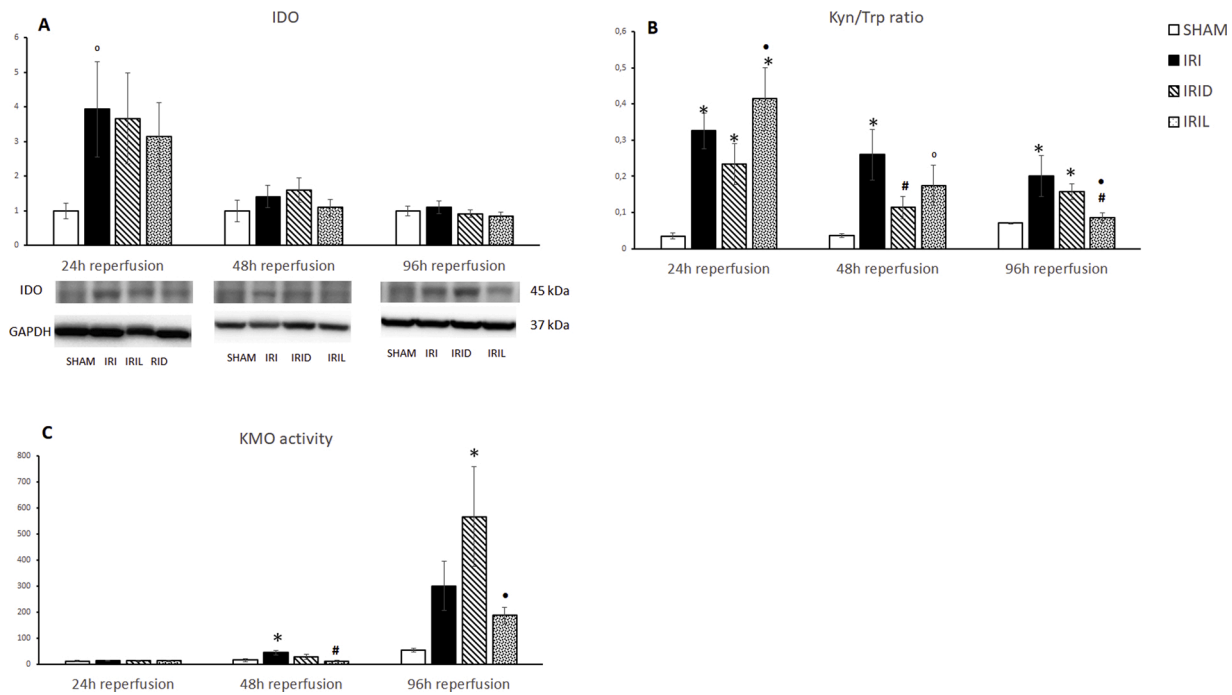 A
IDO
6
5
4
3
2
1
0
o
24h reperfusion 48h reperfusion 96h reperfusion
IDO
45 kDa
GAPDH
37 kDa
SHAM IRI IRIL RID
SHAM IRI IRID IRIL
SHAM IRI IRID IRIL
B
Kyn/Trp ratio
0,6
0,5
0,4
0,3
0,2
0,1
0
* * • *
* # o
* * • #
24h reperfusion 48h reperfusion 96h reperfusion
SHAM
IRI
IRID
IRIL
C
KMO activity
800
700
600
500
400
300
200
100
0
* #
* •
24h reperfusion 48h reperfusion 96h reperfusion